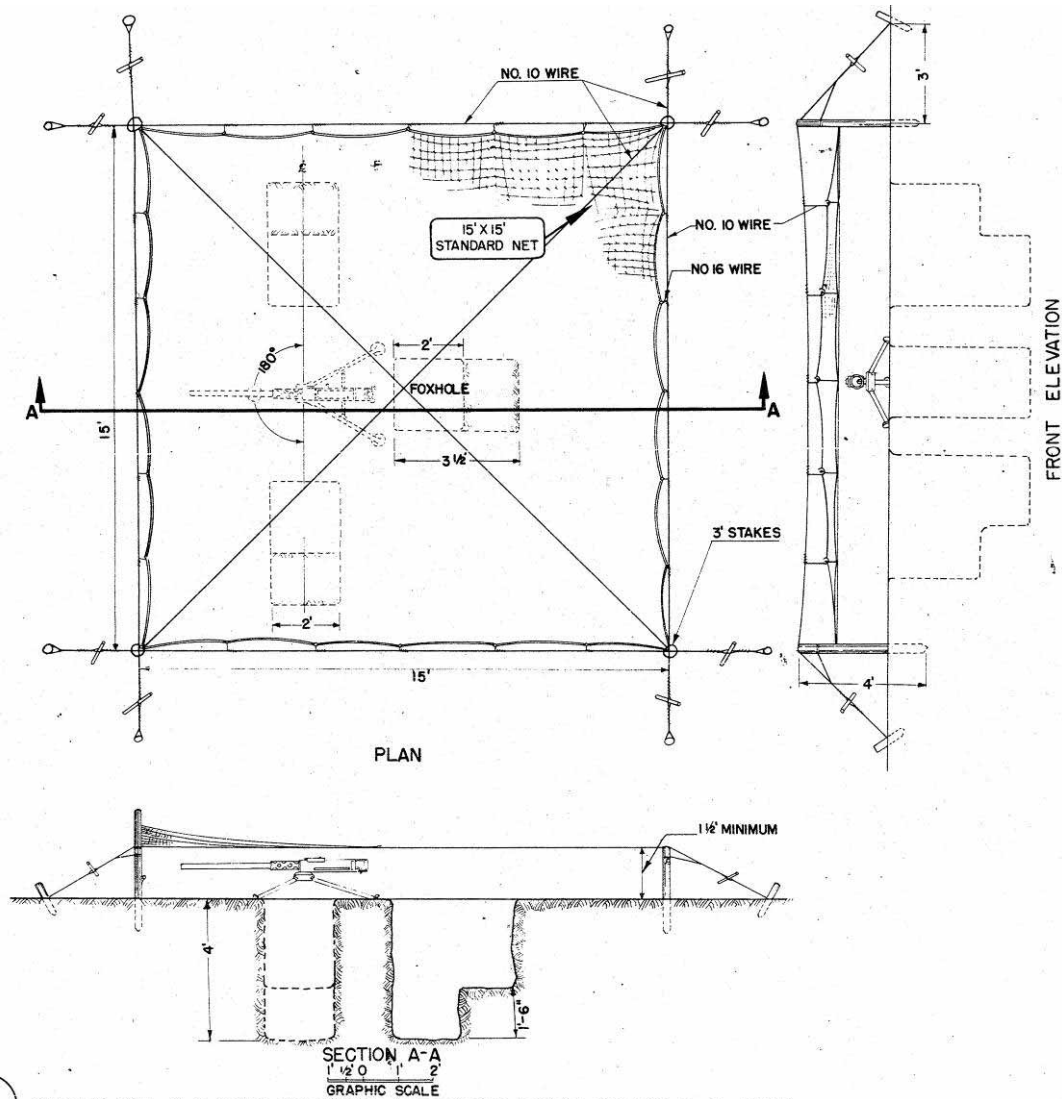 NO. 10 WIRE
3'
15' X 15'
STANDARD NET
NO. 10 WIRE
NO 16 WIRE
180°
2'
FOXHOLE
A
A
15'
3 1/2'
FRONT ELEVATION
3' STAKES
2'
15'
4'
PLAN
1 1/2' MINIMUM
4'
1'-6"
SECTION A-A
1' 1/2' 0 1' 2'
GRAPHIC SCALE